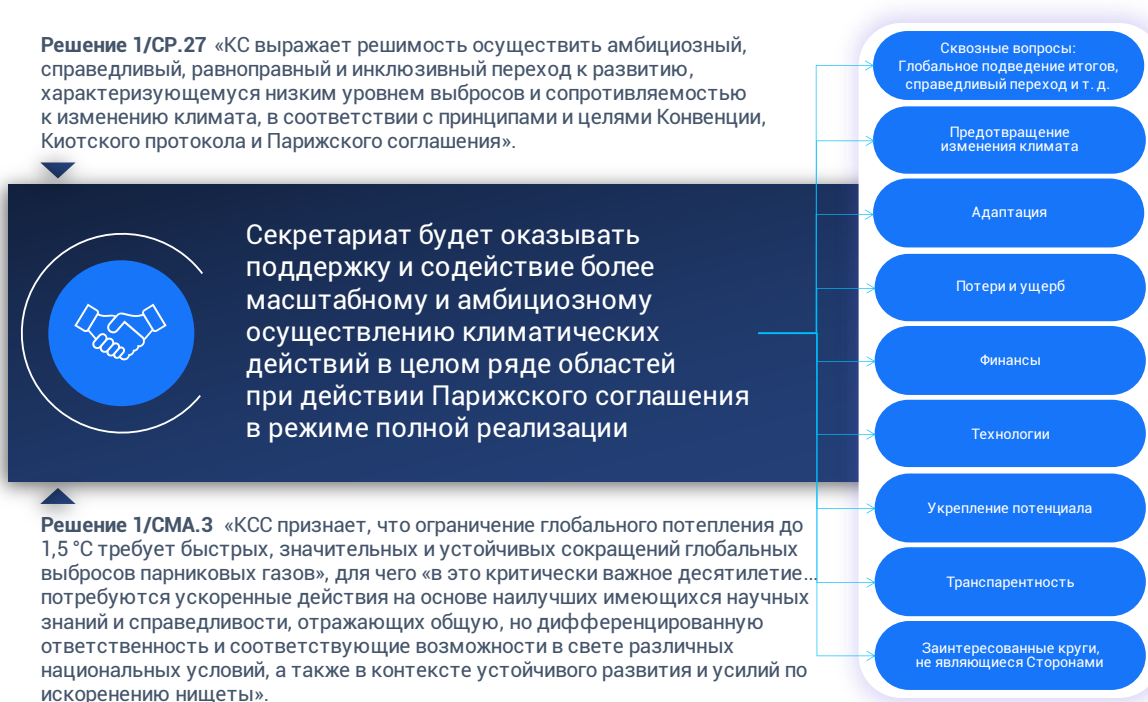 Решение 1/CP.27 «КС выражает решимость осуществить амбициозный,
справедливый, равноправный и инклюзивный переход к развитию,
характеризующемуся низким уровнем выбросов и сопротивляемостью
к изменению климата, в соответствии с принципами и целями Конвенции,
Киотского протокола и Парижского соглашения».
Секретариат будет оказывать
поддержку и содействие более
масштабному и амбициозному
осуществлению климатических
действий в целом ряде областей
при действии Парижского соглашения
в режиме полной реализации
Решение 1/CMA.3 «КСС признает, что ограничение глобального потепления до
1,5 °C требует быстрых, значительных и устойчивых сокращений глобальных
выбросов парниковых газов», для чего «в это критически важное десятилетие...
потребуются ускоренные действия на основе наилучших имеющихся научных
знаний и справедливости, отражающих общую, но дифференцированную
ответственность и соответствующие возможности в свете различных
национальных условий, а также в контексте устойчивого развития и усилий по
искоренению нищеты».
Сквозные вопросы:
Глобальное подведение итогов,
справедливый переход и т. д.
Предотвращение
изменения климата
Адаптация
Потери и ущерб
Финансы
Технологии
Укрепление потенциала
Транспарентность
Заинтересованные круги,
не являющиеся Сторонами